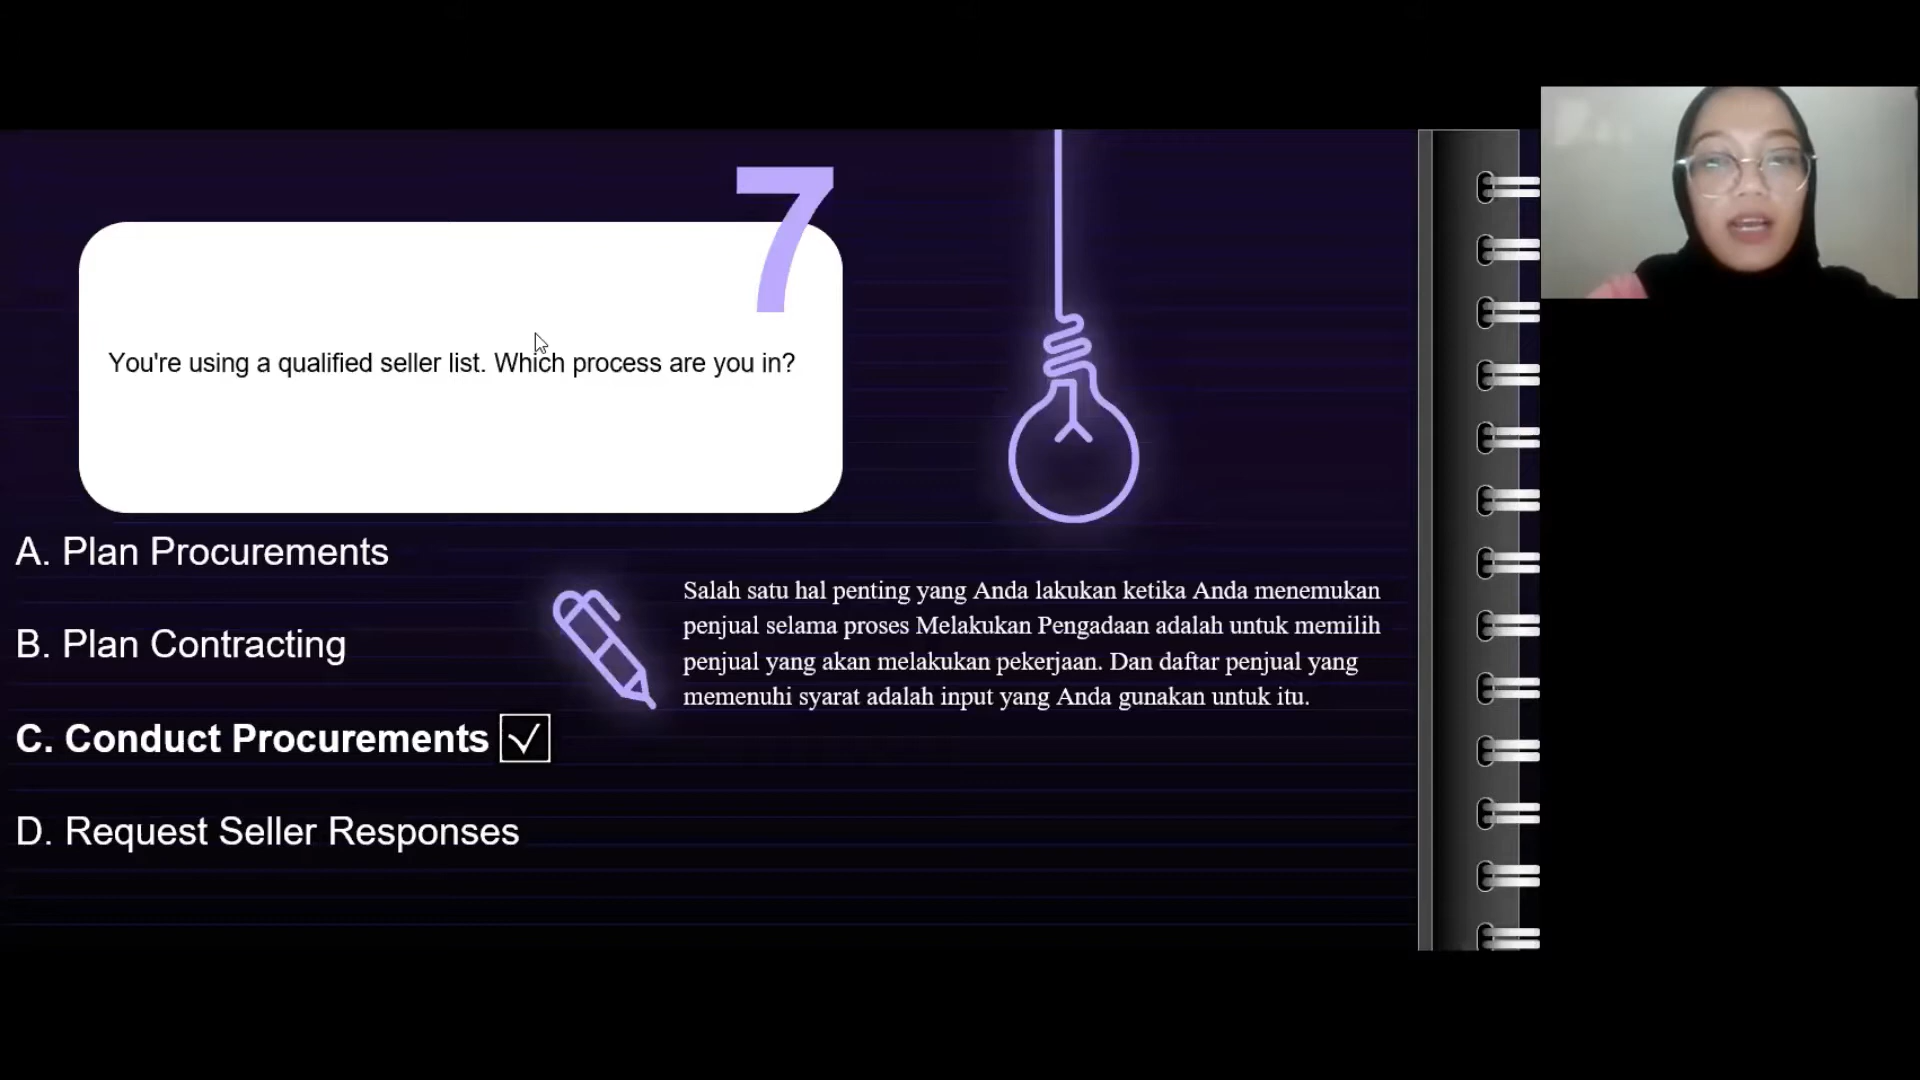 7
You're using a qualified seller list. Which process are you in?
A. Plan Procurements
B. Plan Contracting
C. Conduct Procurements
D. Request Seller Responses
Salah satu hal penting yang Anda lakukan ketika Anda menemukan
penjual selama proses Melakukan Pengadaan adalah untuk memilih
penjual yang akan melakukan pekerjaan. Dan daftar penjual yang
memenuhi syarat adalah input yang Anda gunakan untuk itu.